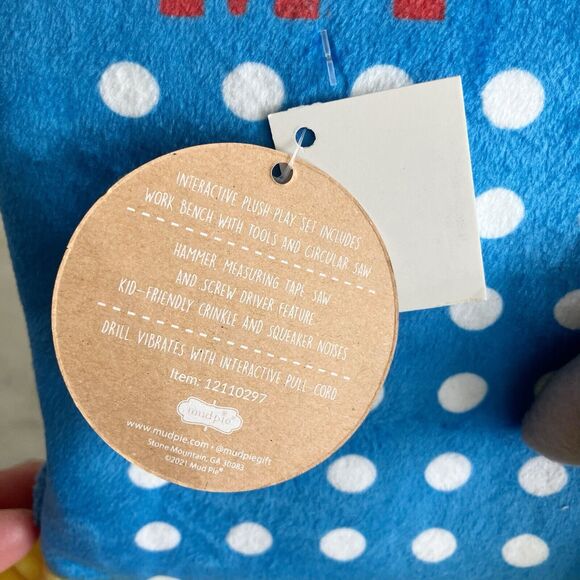 INTERACTIVE PLUSH PLAY SET INCLUDES
WORK BENCH WITH TOOLS AND CIRCULAR SAW
HAMMER, MEASURING TAPE, SAW
AND SCREW DRIVER FEATURE
KID-FRIENDLY CRINKLE AND SQUEAKER NOISES
DRILL VIBRATES WITH INTERACTIVE PULL-CORD
Item: 12110297
mudpie
www.mudpie.com • @mudpiegift
Stone Mountain, GA 30083
©2021 Mud Pie®